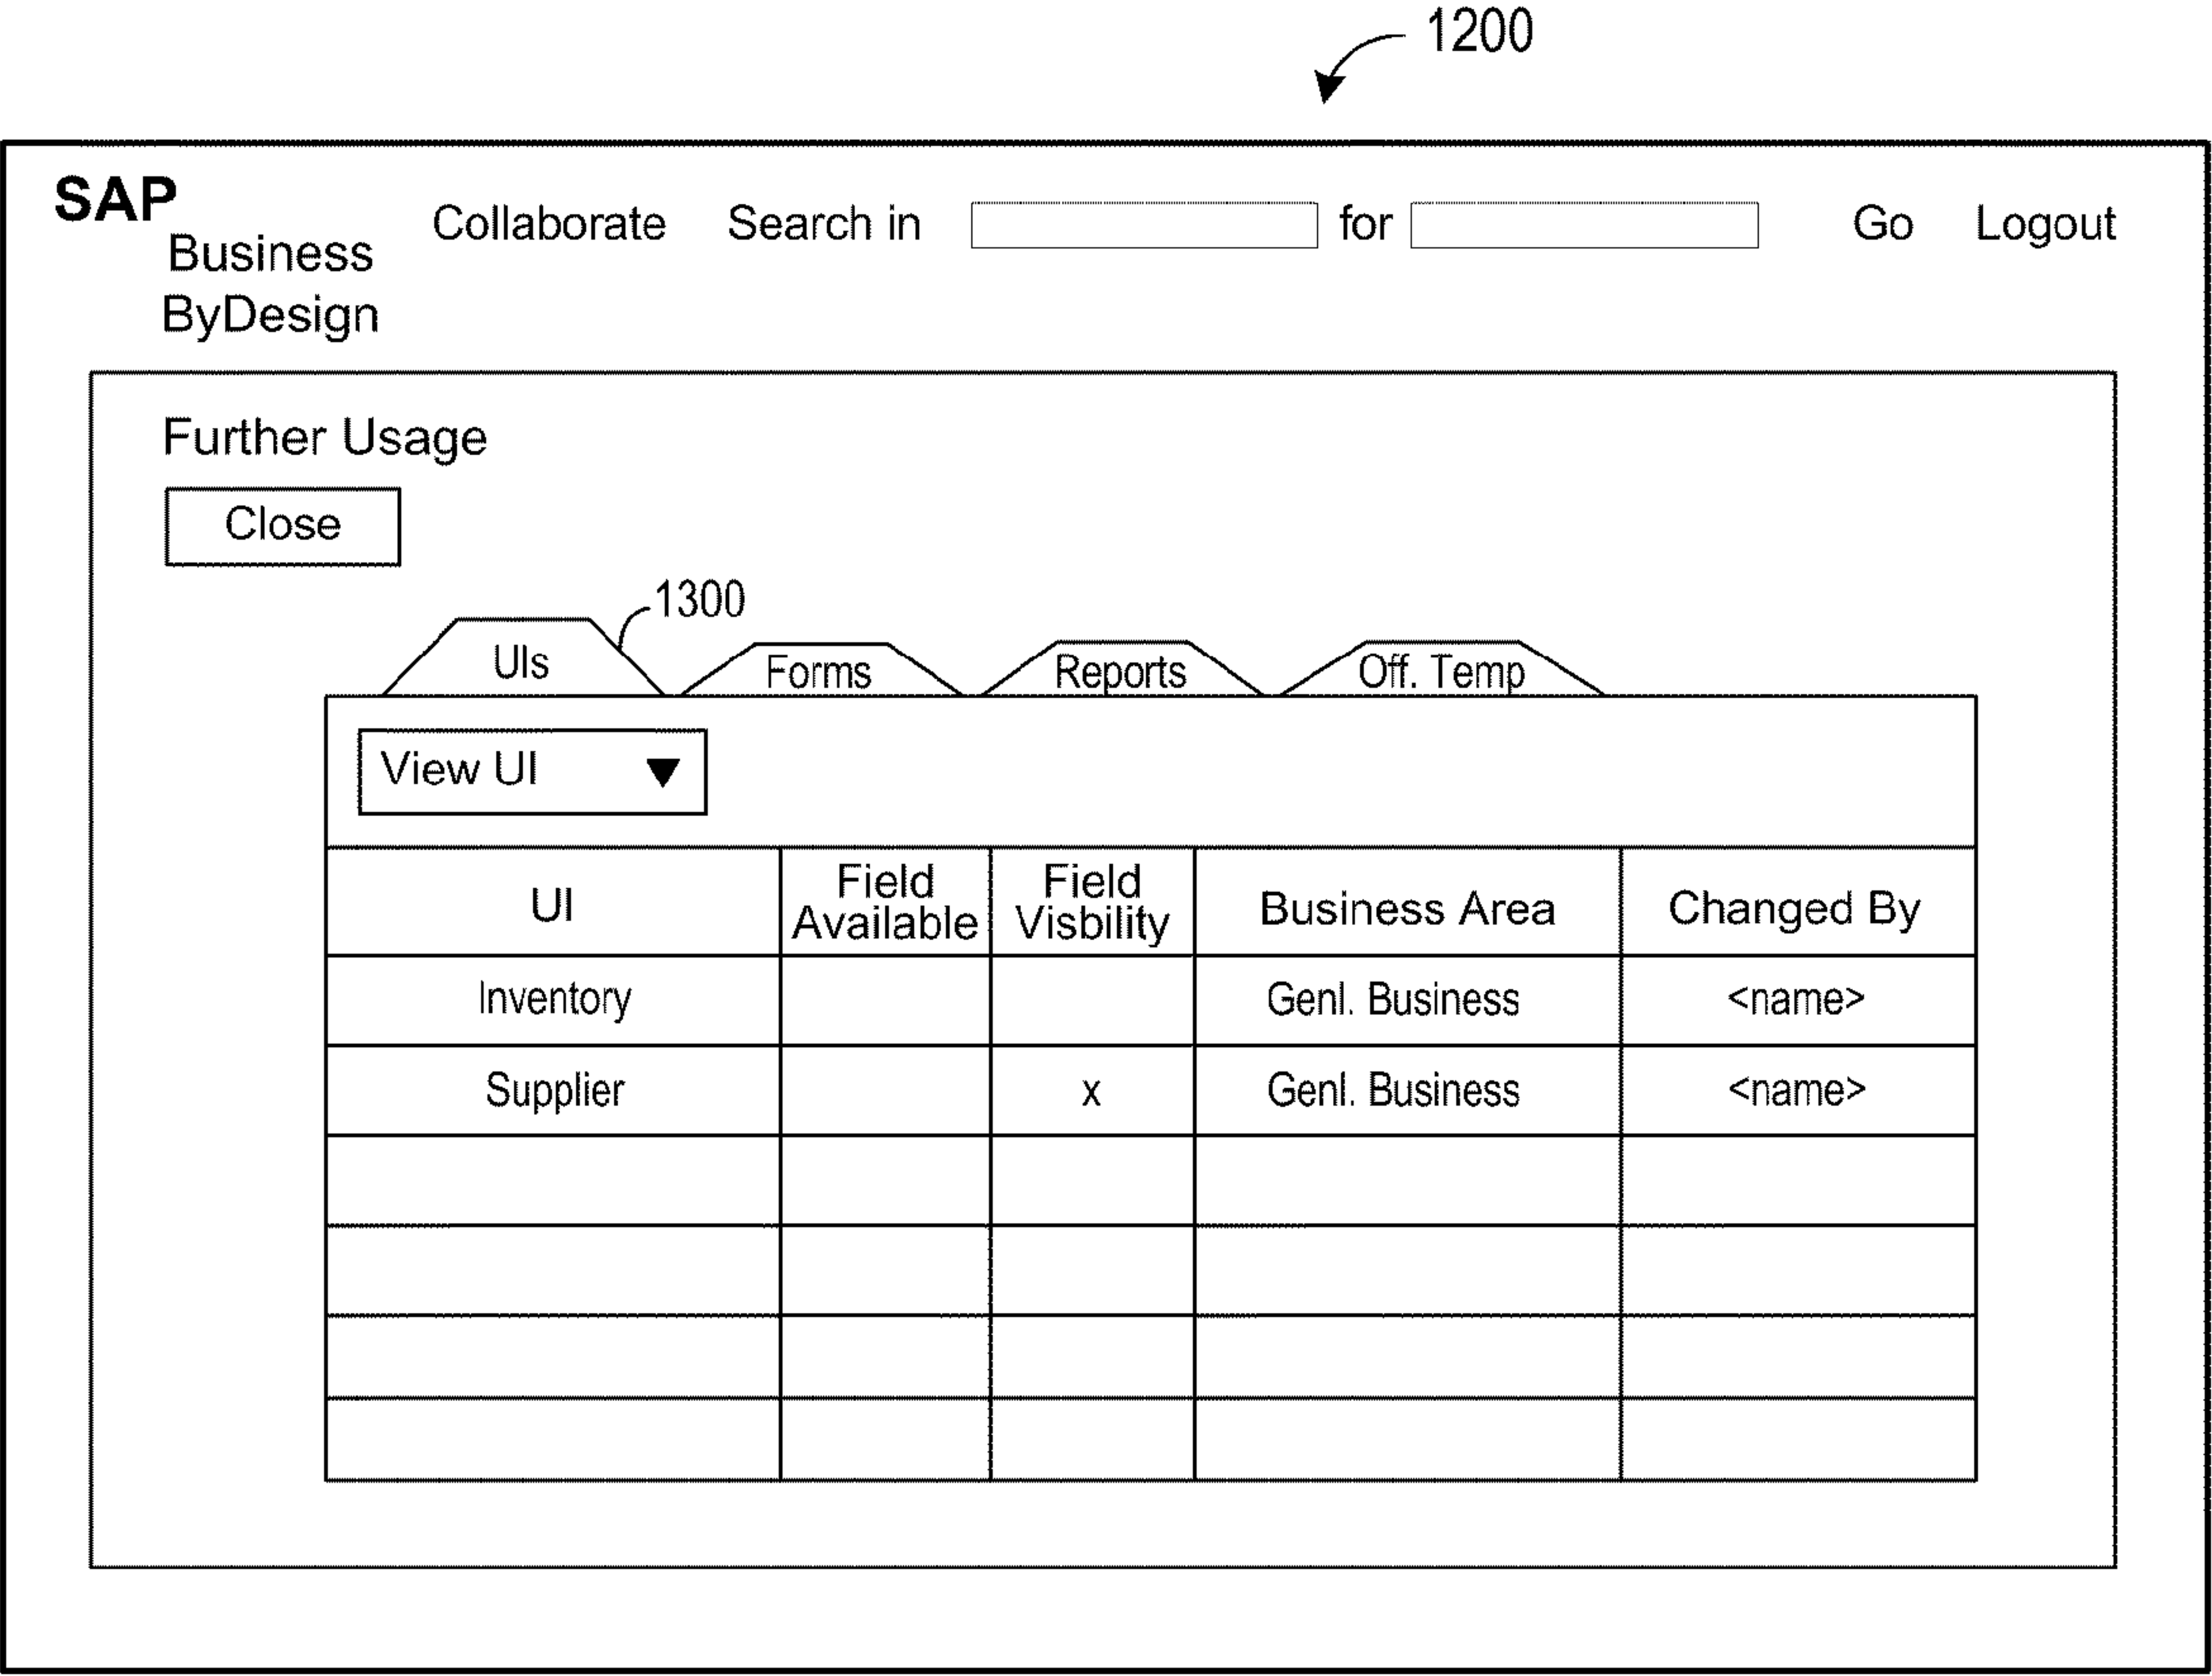 1200
SAP
Business
ByDesign
Collaborate Search in for Go Logout
Further Usage
Close
1300
UIs Forms Reports Off. Temp
View UI
UI Field Available Field Visbility Business Area Changed By
Inventory Genl. Business <name>
Supplier x Genl. Business <name>